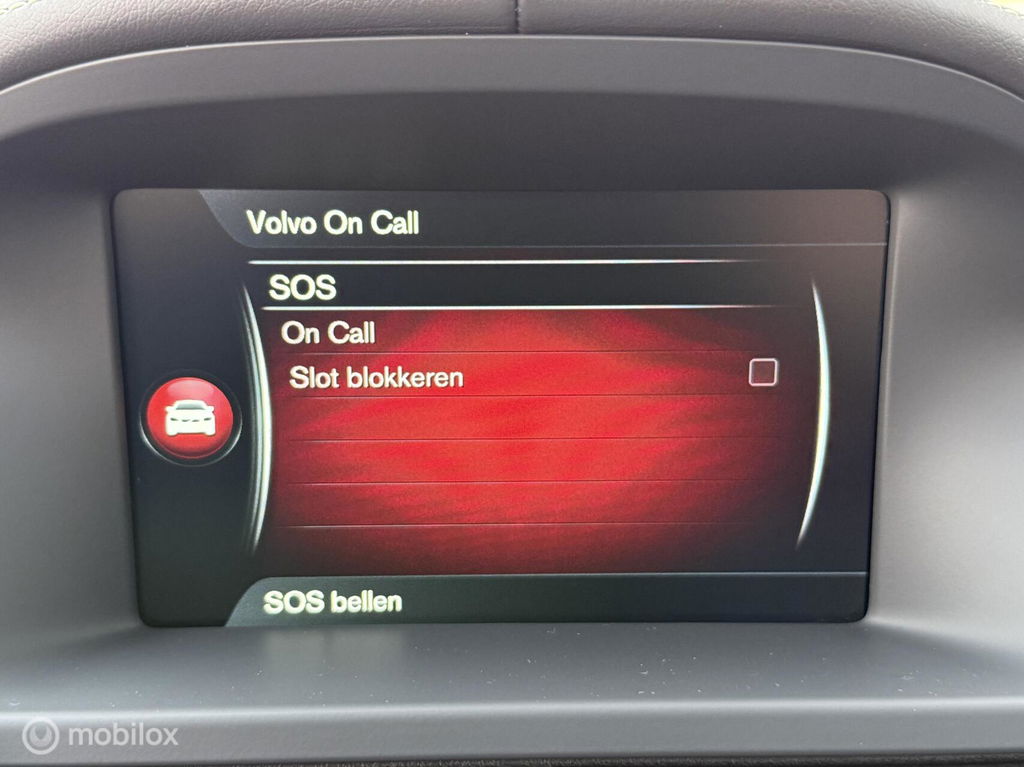 Volvo On Call
SOS
On Call
Slot blokkeren
SOS bellen
mobilox